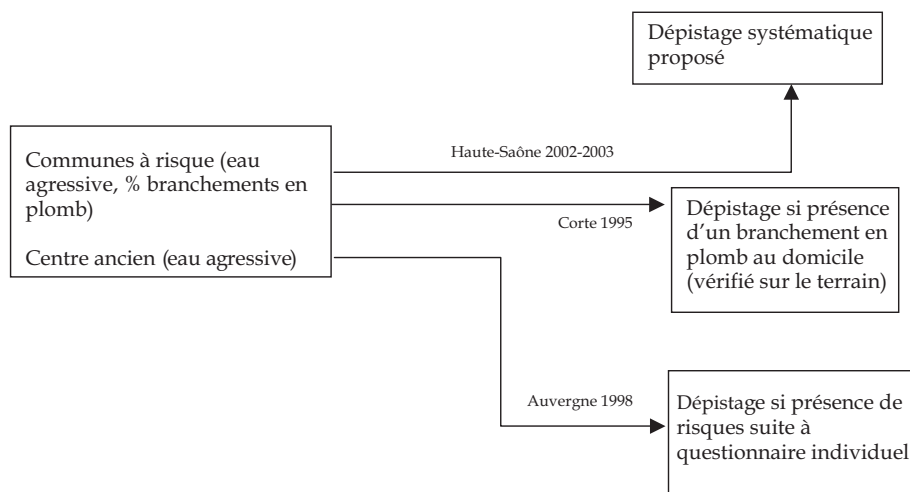 Dépistage systématique
proposé
Communes à risque (eau
agressive, % branchements en
plomb)
Centre ancien (eau agressive)
Haute-Saône 2002-2003
Corte 1995
Dépistage si présence
d'un branchement en
plomb au domicile
(vérifié sur le terrain)
Auvergne 1998
Dépistage si présence de
risques suite à
questionnaire individuel